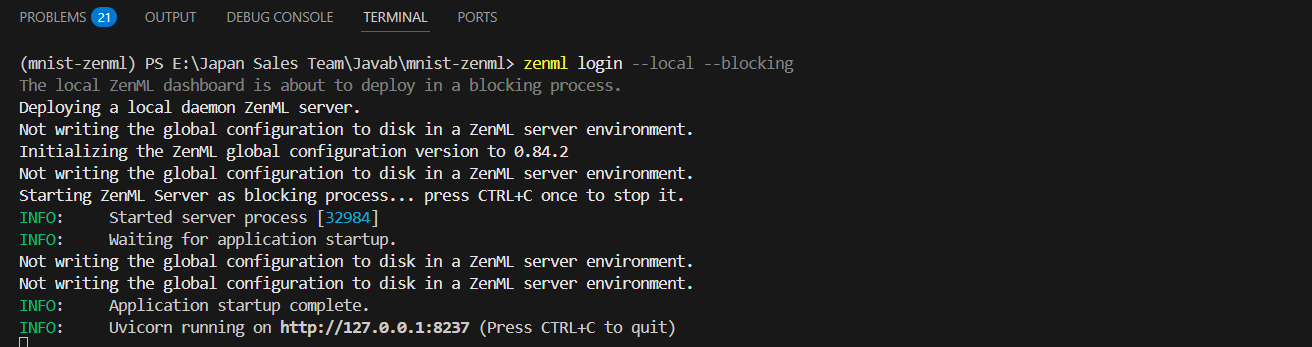 PROBLEMS 21 OUTPUT DEBUG CONSOLE TERMINAL PORTS
(mnist-zenml) PS E:\Japan Sales Team\Javab\mnist-zenml> zenml login --local --blocking
The local ZenML dashboard is about to deploy in a blocking process.
Deploying a local daemon ZenML server.
Not writing the global configuration to disk in a ZenML server environment.
Initializing the ZenML global configuration version to 0.84.2
Not writing the global configuration to disk in a ZenML server environment.
Starting ZenML Server as blocking process... press CTRL+C once to stop it.
INFO:     Started server process [32984]
INFO:     Waiting for application startup.
Not writing the global configuration to disk in a ZenML server environment.
Not writing the global configuration to disk in a ZenML server environment.
INFO:     Application startup complete.
INFO:     Uvicorn running on http://127.0.0.1:8237 (Press CTRL+C to quit)